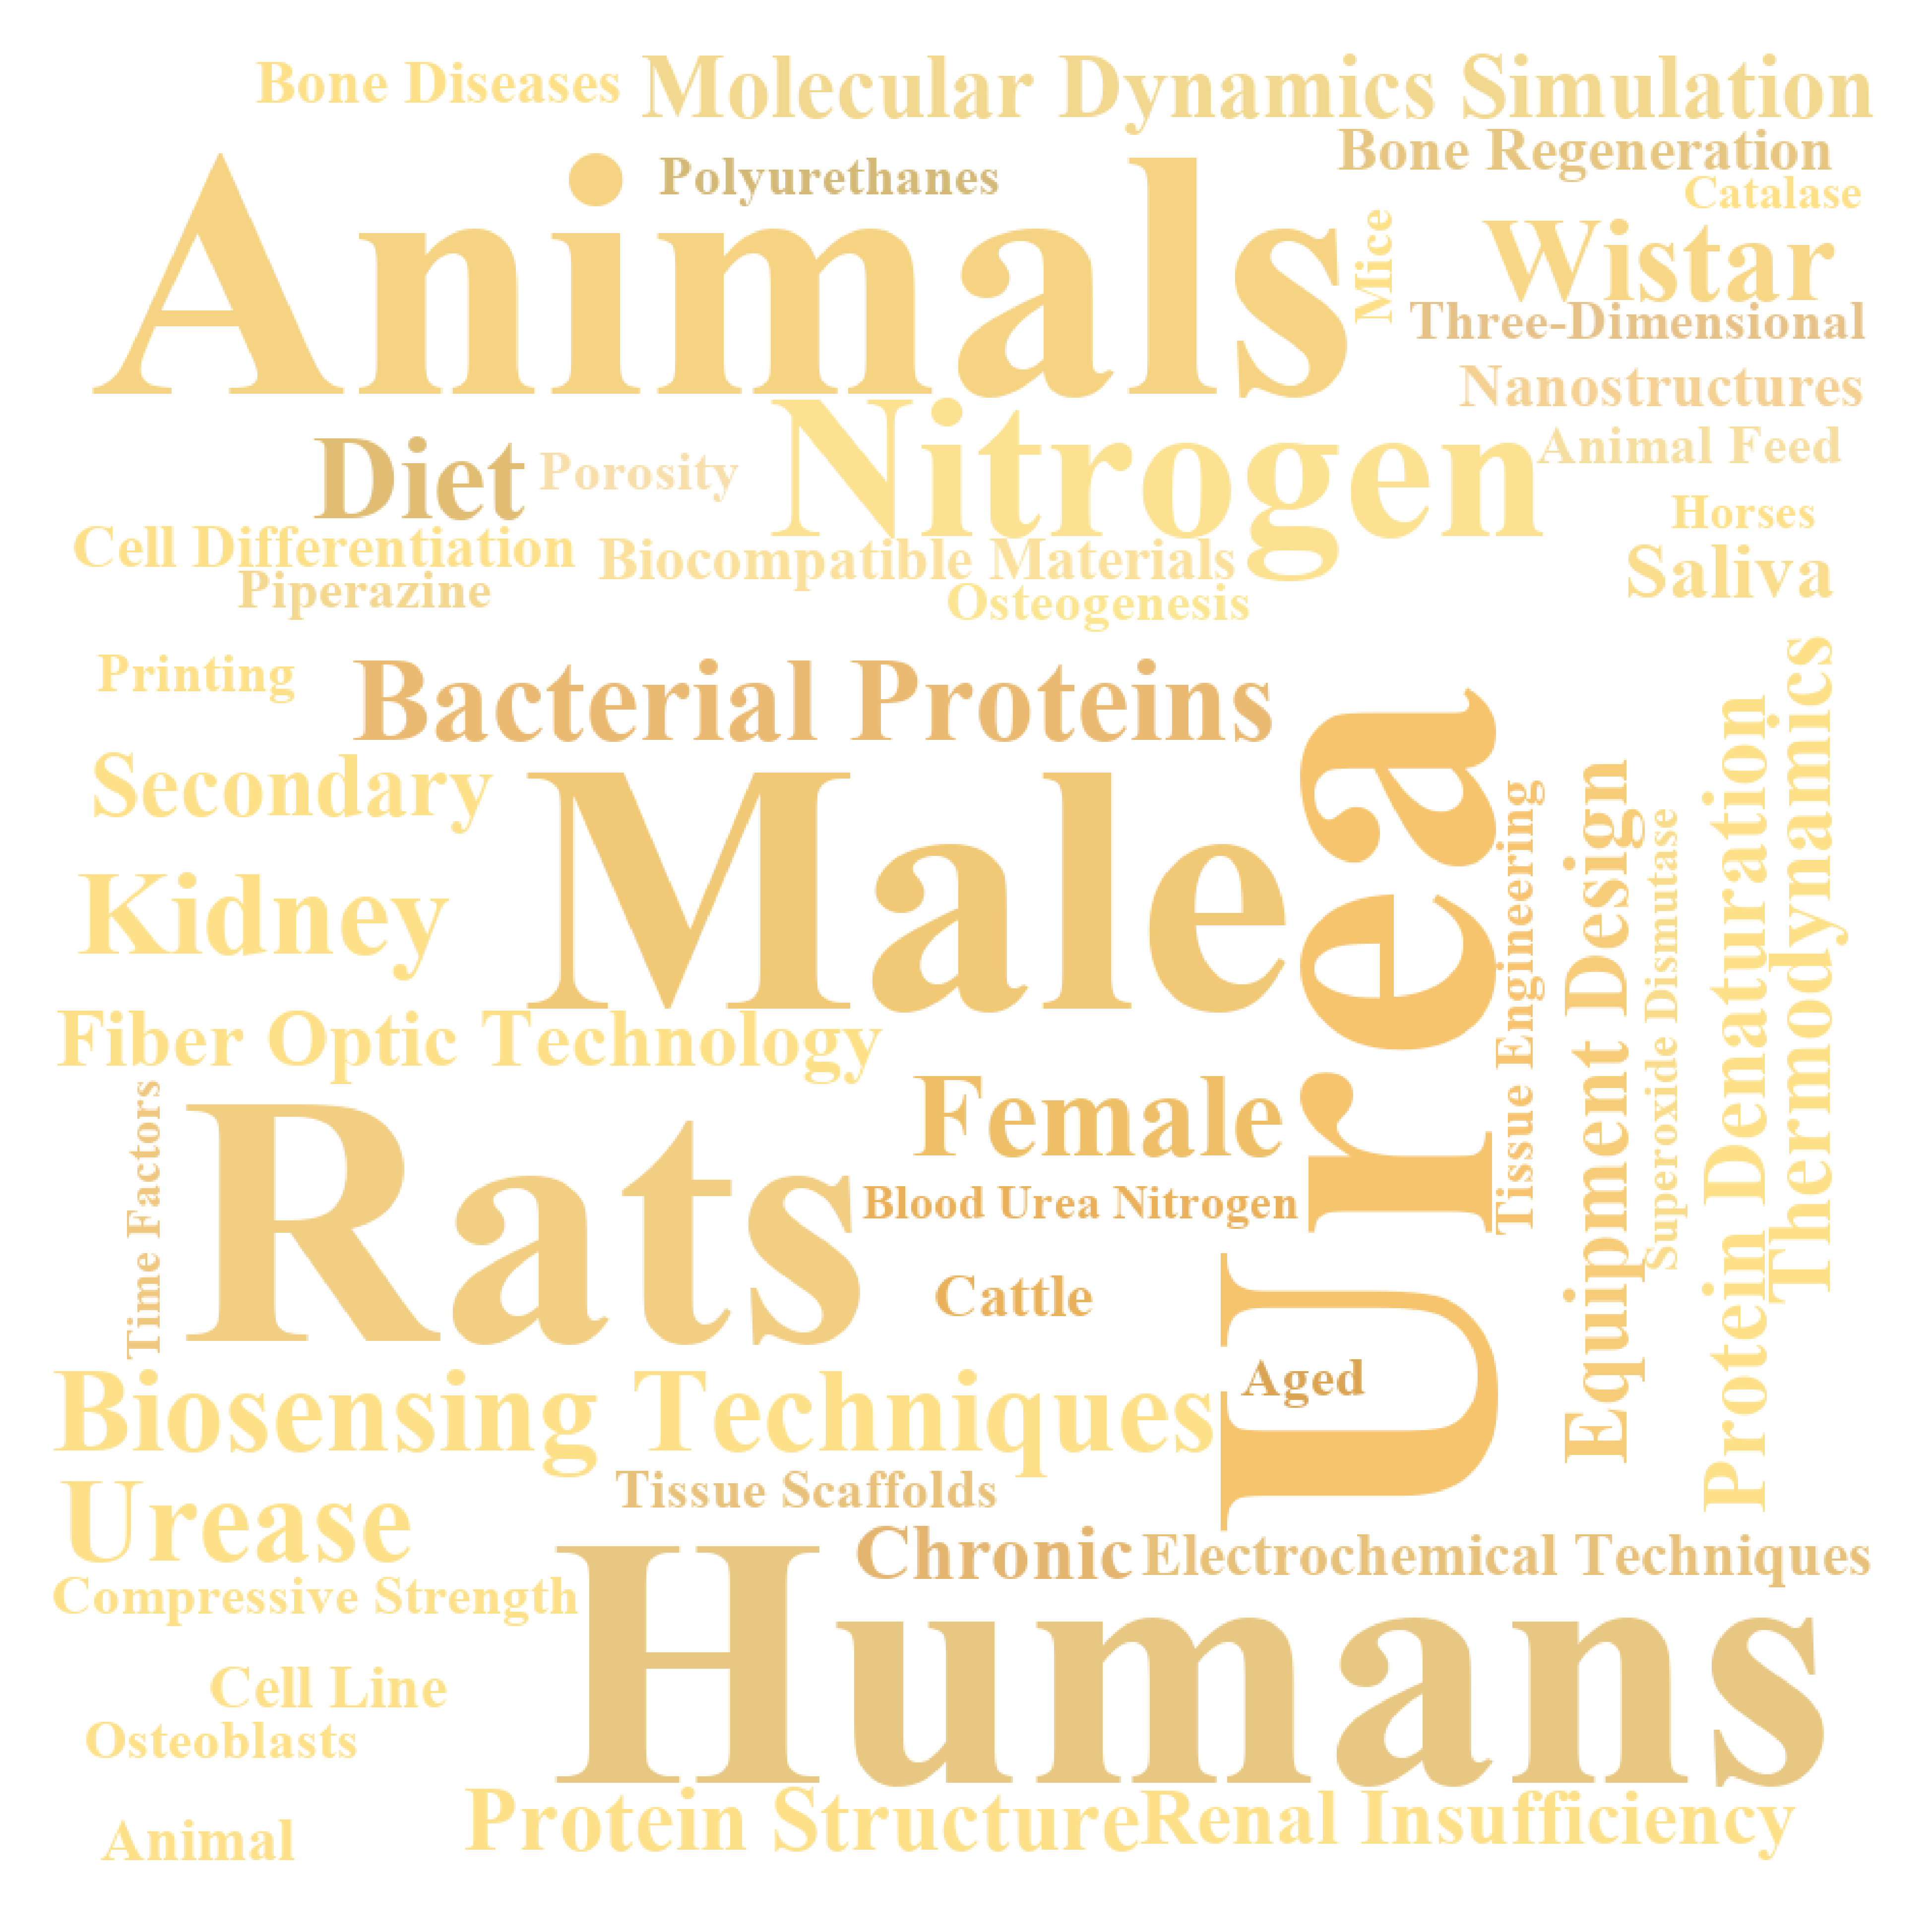 Bone Diseases
Molecular Dynamics Simulation
Bone Regeneration
Polyurethanes
Catalase
Animals
Mice
Wistar
Three-Dimensional
Nanostructures
Diet
Porosity
Nitrogen
Animal Feed
Horses
Cell Differentiation
Biocompatible Materials
Saliva
Piperazine
Osteogenesis
Printing
Bacterial Proteins
Secondary
Male
Urea
Tissue Engineering
Equipment Design
Superoxide Dismutase
Protein Denaturation
Thermodynamics
Kidney
Fiber Optic Technology
Time Factors
Rats
Female
Blood Urea Nitrogen
Cattle
Aged
Biosensing Techniques
Tissue Scaffolds
Urease
Chronic
Electrochemical Techniques
Compressive Strength
Humans
Cell Line
Osteoblasts
Protein Structure
Renal Insufficiency
Animal